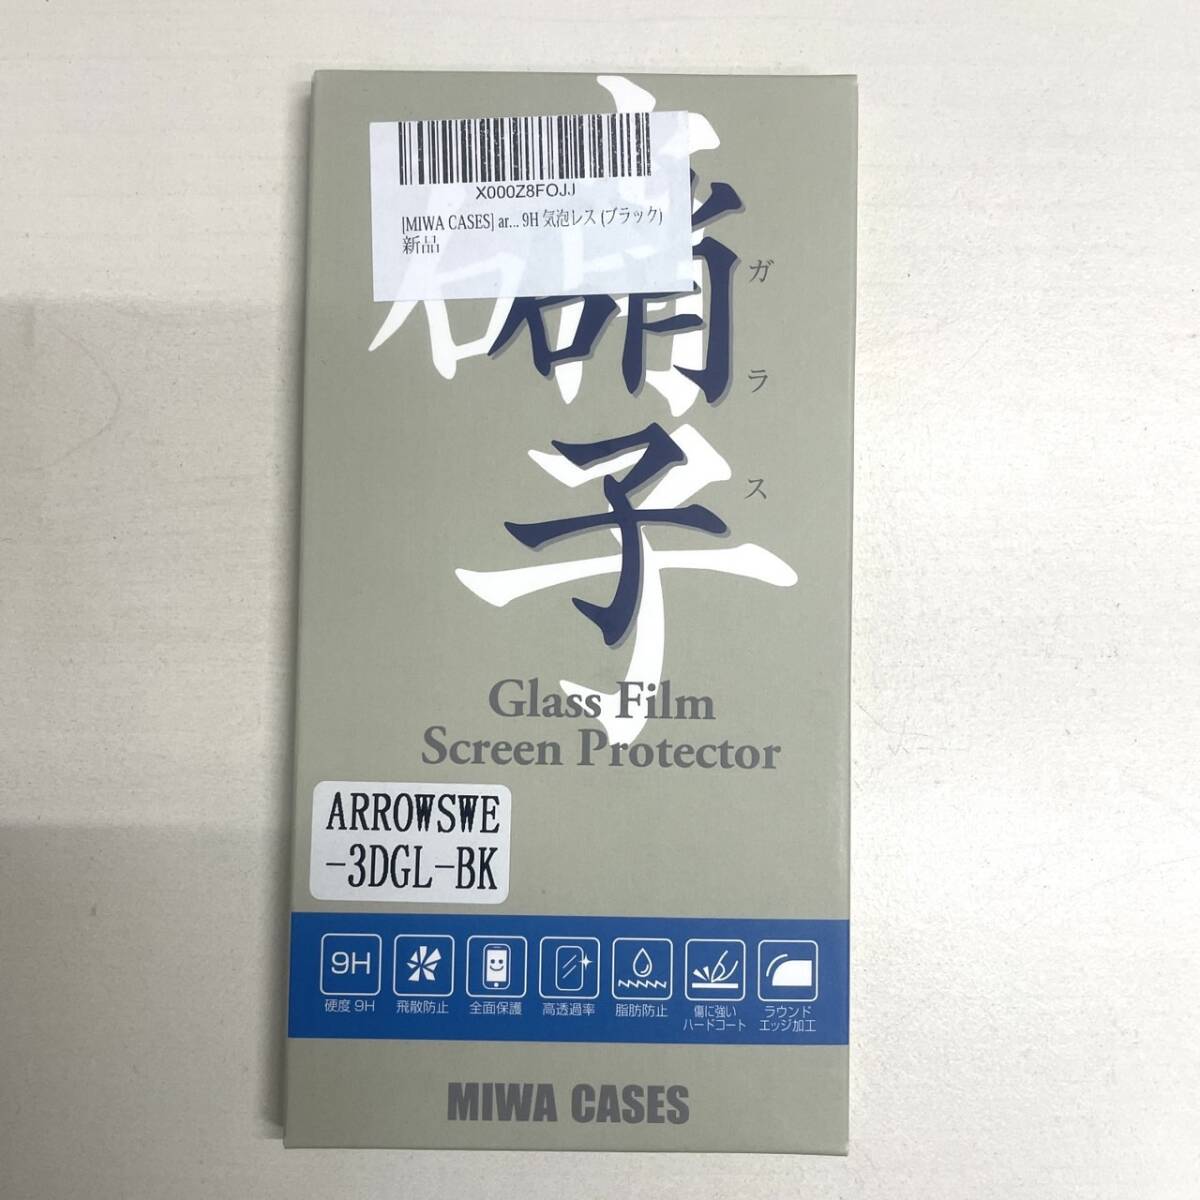 X000Z8FOJJ
[MIWA CASES] ar... 9H 気泡レス (ブラック)
新品
硝子
ガラス
Glass Film
Screen Protector
ARROWSWE
-3DGL-BK
9H
硬度 9H
飛散防止
全面保護
高透過率
脂肪防止
傷に強い
ハードコート
ラウンド
エッジ加工
MIWA CASES